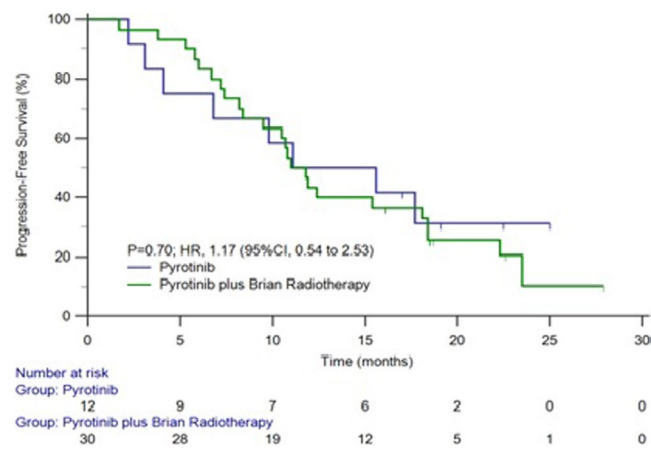 Progression-Free Survival (%)
100
80
60
40
20
0
P=0.70; HR, 1.17 (95%CI, 0.54 to 2.53)
Pyrotinib
Pyrotinib plus Brian Radiotherapy
0 5 10 15 20 25 30
Time (months)
Number at risk
Group: Pyrotinib
12 9 7 6 2 0 0
Group: Pyrotinib plus Brian Radiotherapy
30 28 19 12 5 1 0